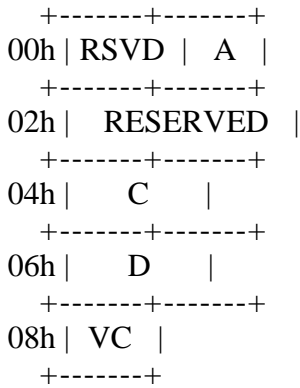 +-------+-------+
00h | RSVD | A |
+-------+-------+
02h | RESERVED |
+-------+-------+
04h | C |
+-------+-------+
06h | D |
+-------+-------+
08h | VC |
+-------+